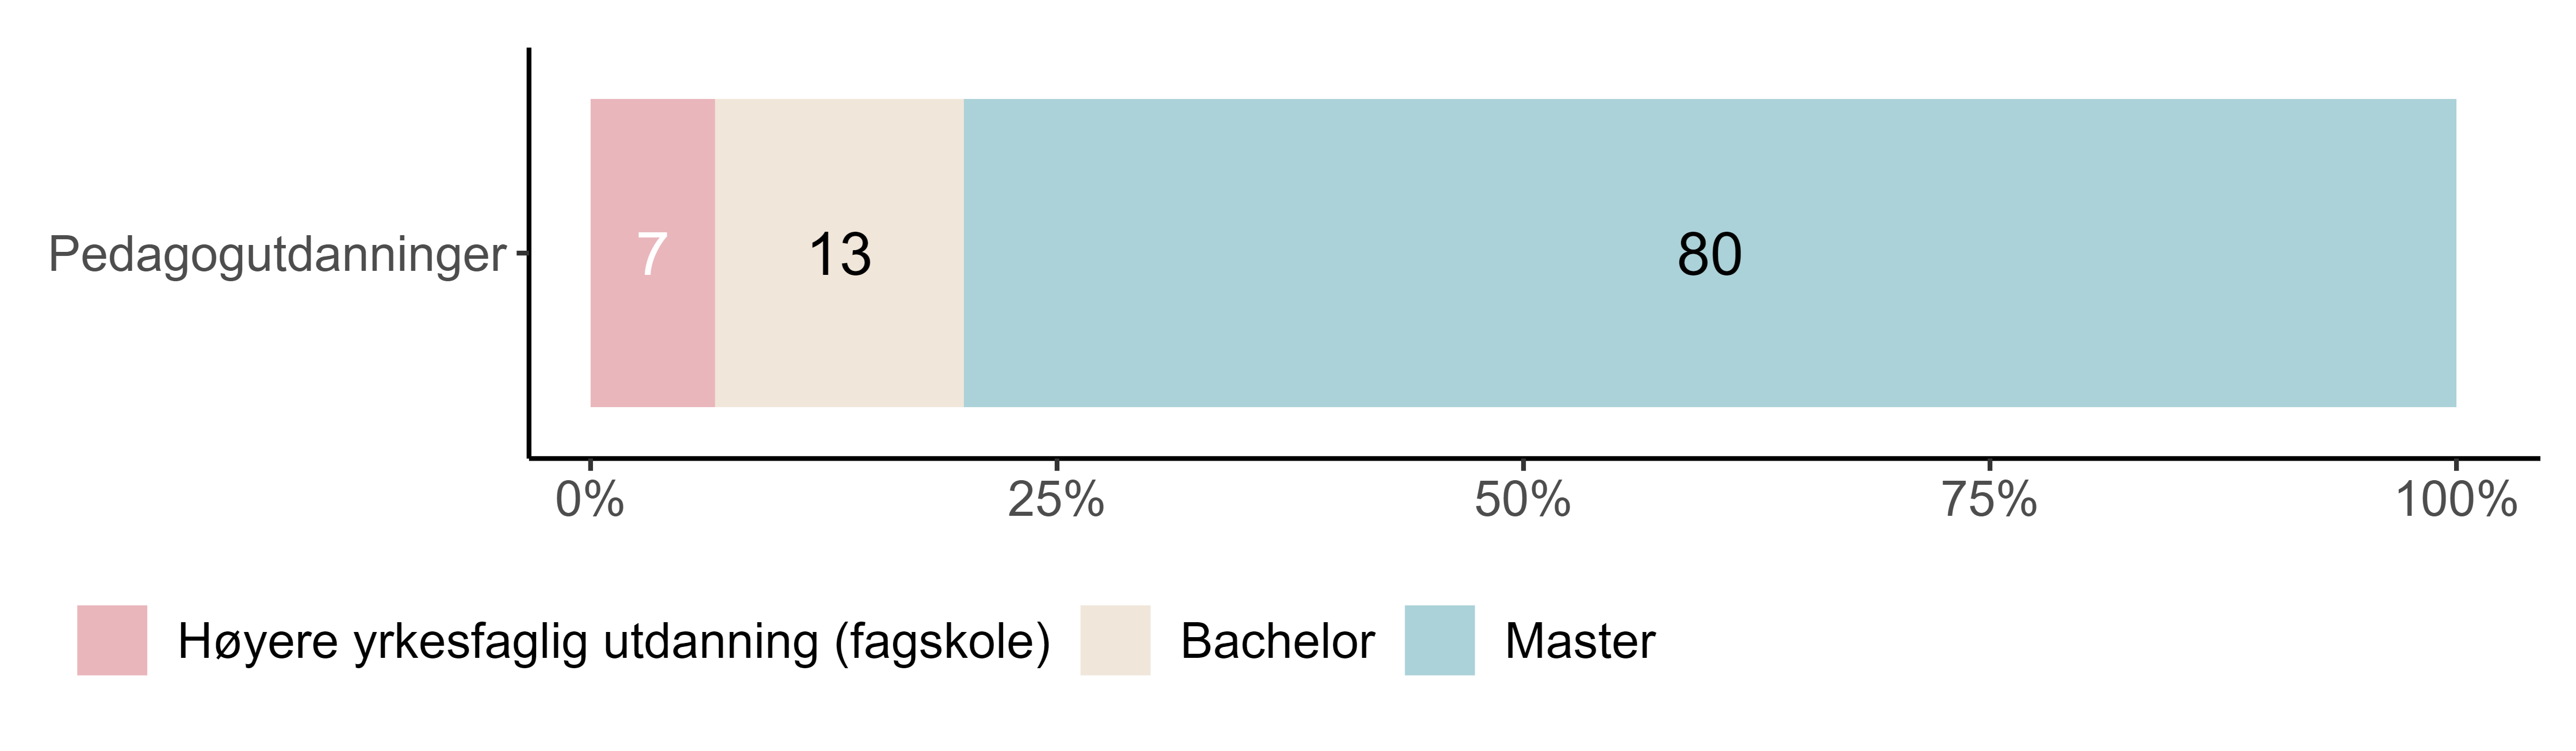 Pedagogutdanninger 7 13 80
0% 25% 50% 75% 100%
Høyere yrkesfaglig utdanning (fagskole) Bachelor Master